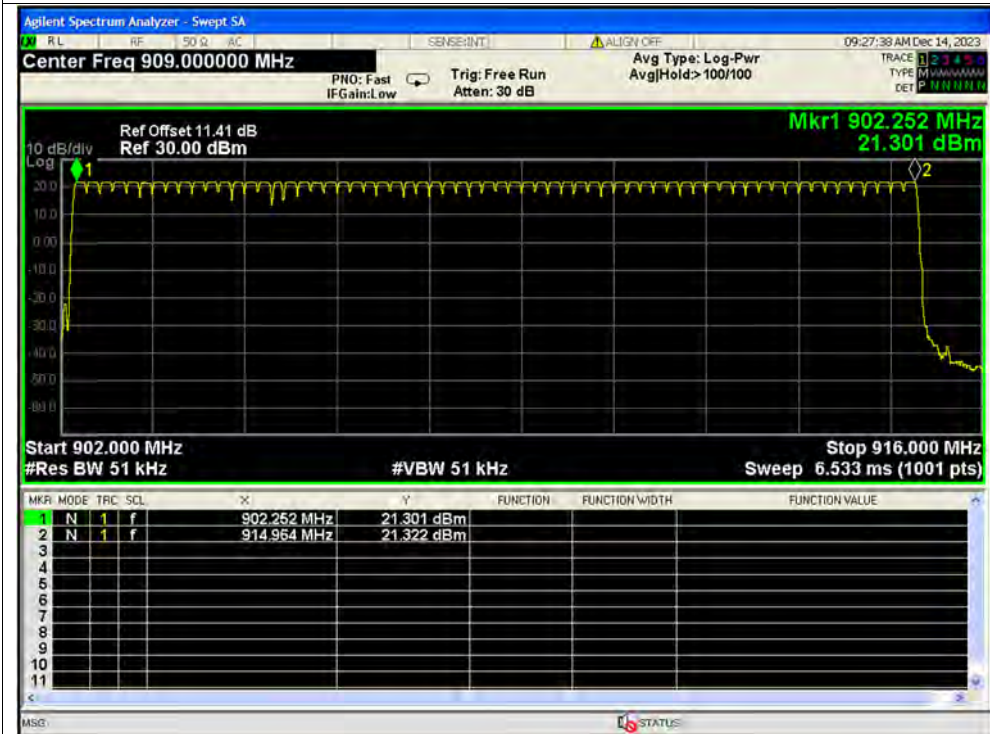 Agilent Spectrum Analyzer - Swept SA
RL RF 50 Ω AC SENSE:INT ALIGN OFF 09:27:38 AM Dec 14, 2023
Center Freq 909.000000 MHz
PNO: Fast
IFGain:Low
Trig: Free Run
Atten: 30 dB
Avg Type: Log-Pwr
Avg|Hold:> 100/100
TRACE 1 2 3 4 5 6
TYPE M
DET P N N N N N
Mkr1 902.252 MHz
21.301 dBm
Ref Offset 11.41 dB
10 dB/div Ref 30.00 dBm
Log
1
2
20.0
10.0
0.00
-10.0
-20.0
-30.0
-40.0
-50.0
-60.0
Start 902.000 MHz Stop 916.000 MHz
#Res BW 51 kHz #VBW 51 kHz Sweep 6.533 ms (1001 pts)
MKR MODE TRC SCL X Y FUNCTION FUNCTION WIDTH FUNCTION VALUE
1 N 1 f 902.252 MHz 21.301 dBm
2 N 1 f 914.964 MHz 21.322 dBm
3
4
5
6
7
8
9
10
11
MSG STATUS